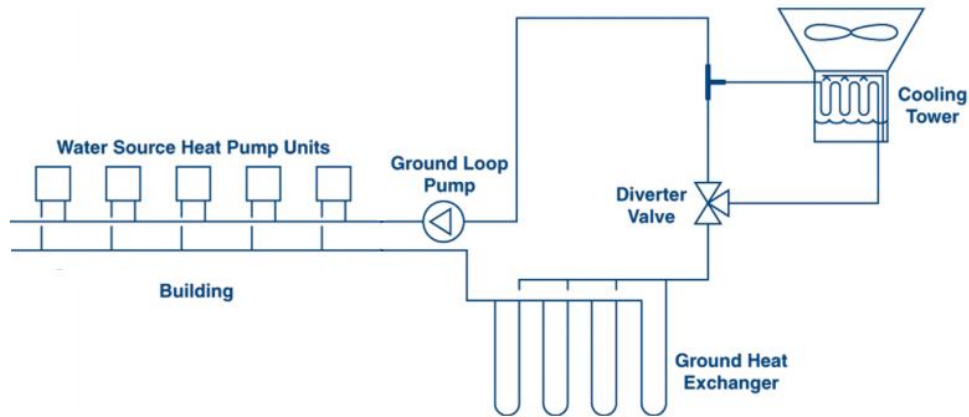 Cooling
Tower
Water Source Heat Pump Units
Ground Loop
Pump
Diverter
Valve
Building
Ground Heat
Exchanger